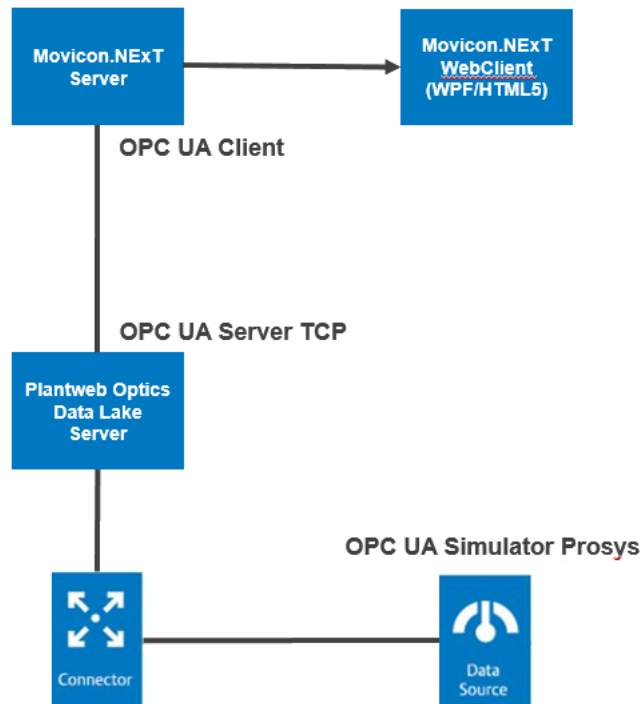 Movicon.NExT
Server
Movicon.NExT
WebClient
(WPF/HTML5)
OPC UA Client
OPC UA Server TCP
Plantweb Optics
Data Lake
Server
OPC UA Simulator Prosys
Connector
Data
Source